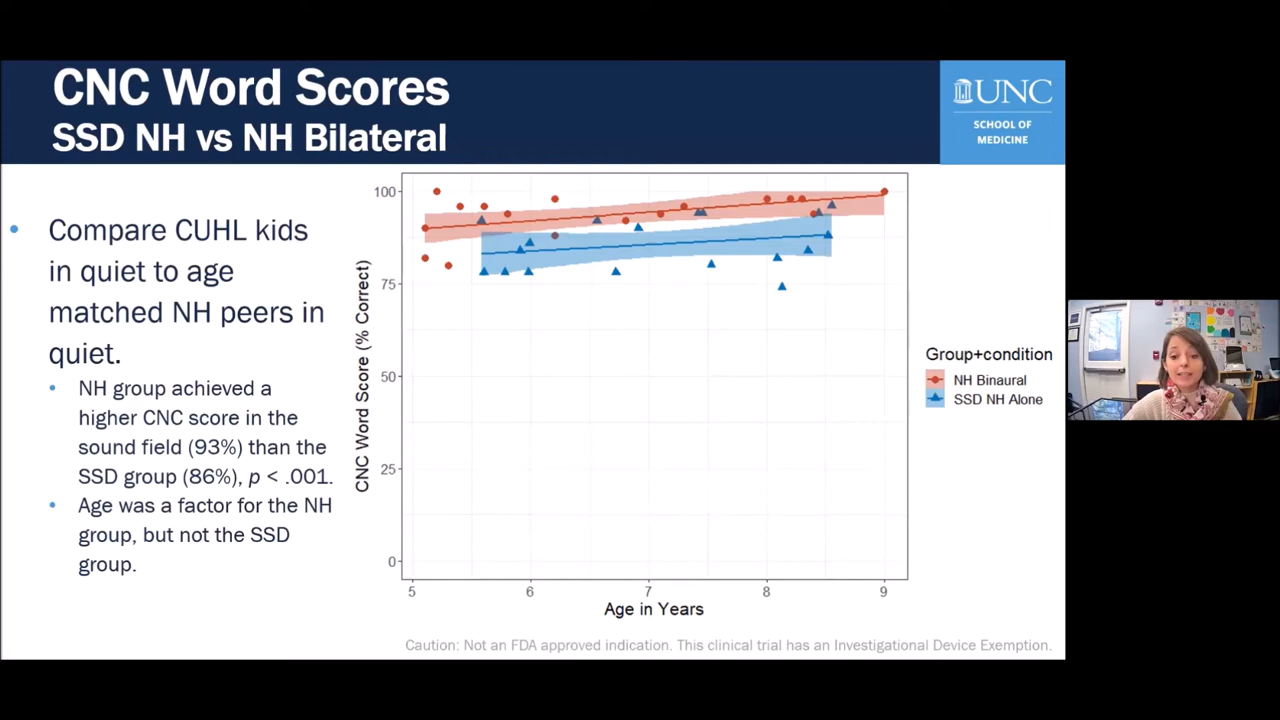 CNC Word Scores
SSD NH vs NH Bilateral
UNC
SCHOOL OF
MEDICINE
• Compare CUHL kids
in quiet to age
matched NH peers in
quiet.
• NH group achieved a
higher CNC score in the
sound field (93%) than the
SSD group (86%), p < .001.
• Age was a factor for the NH
group, but not the SSD
group.
CNC Word Score (% Correct)
100
75
50
25
0
5 6 7 8 9
Age in Years
Group+condition
NH Binaural
SSD NH Alone
Caution: Not an FDA approved indication. This clinical trial has an Investigational Device Exemption.